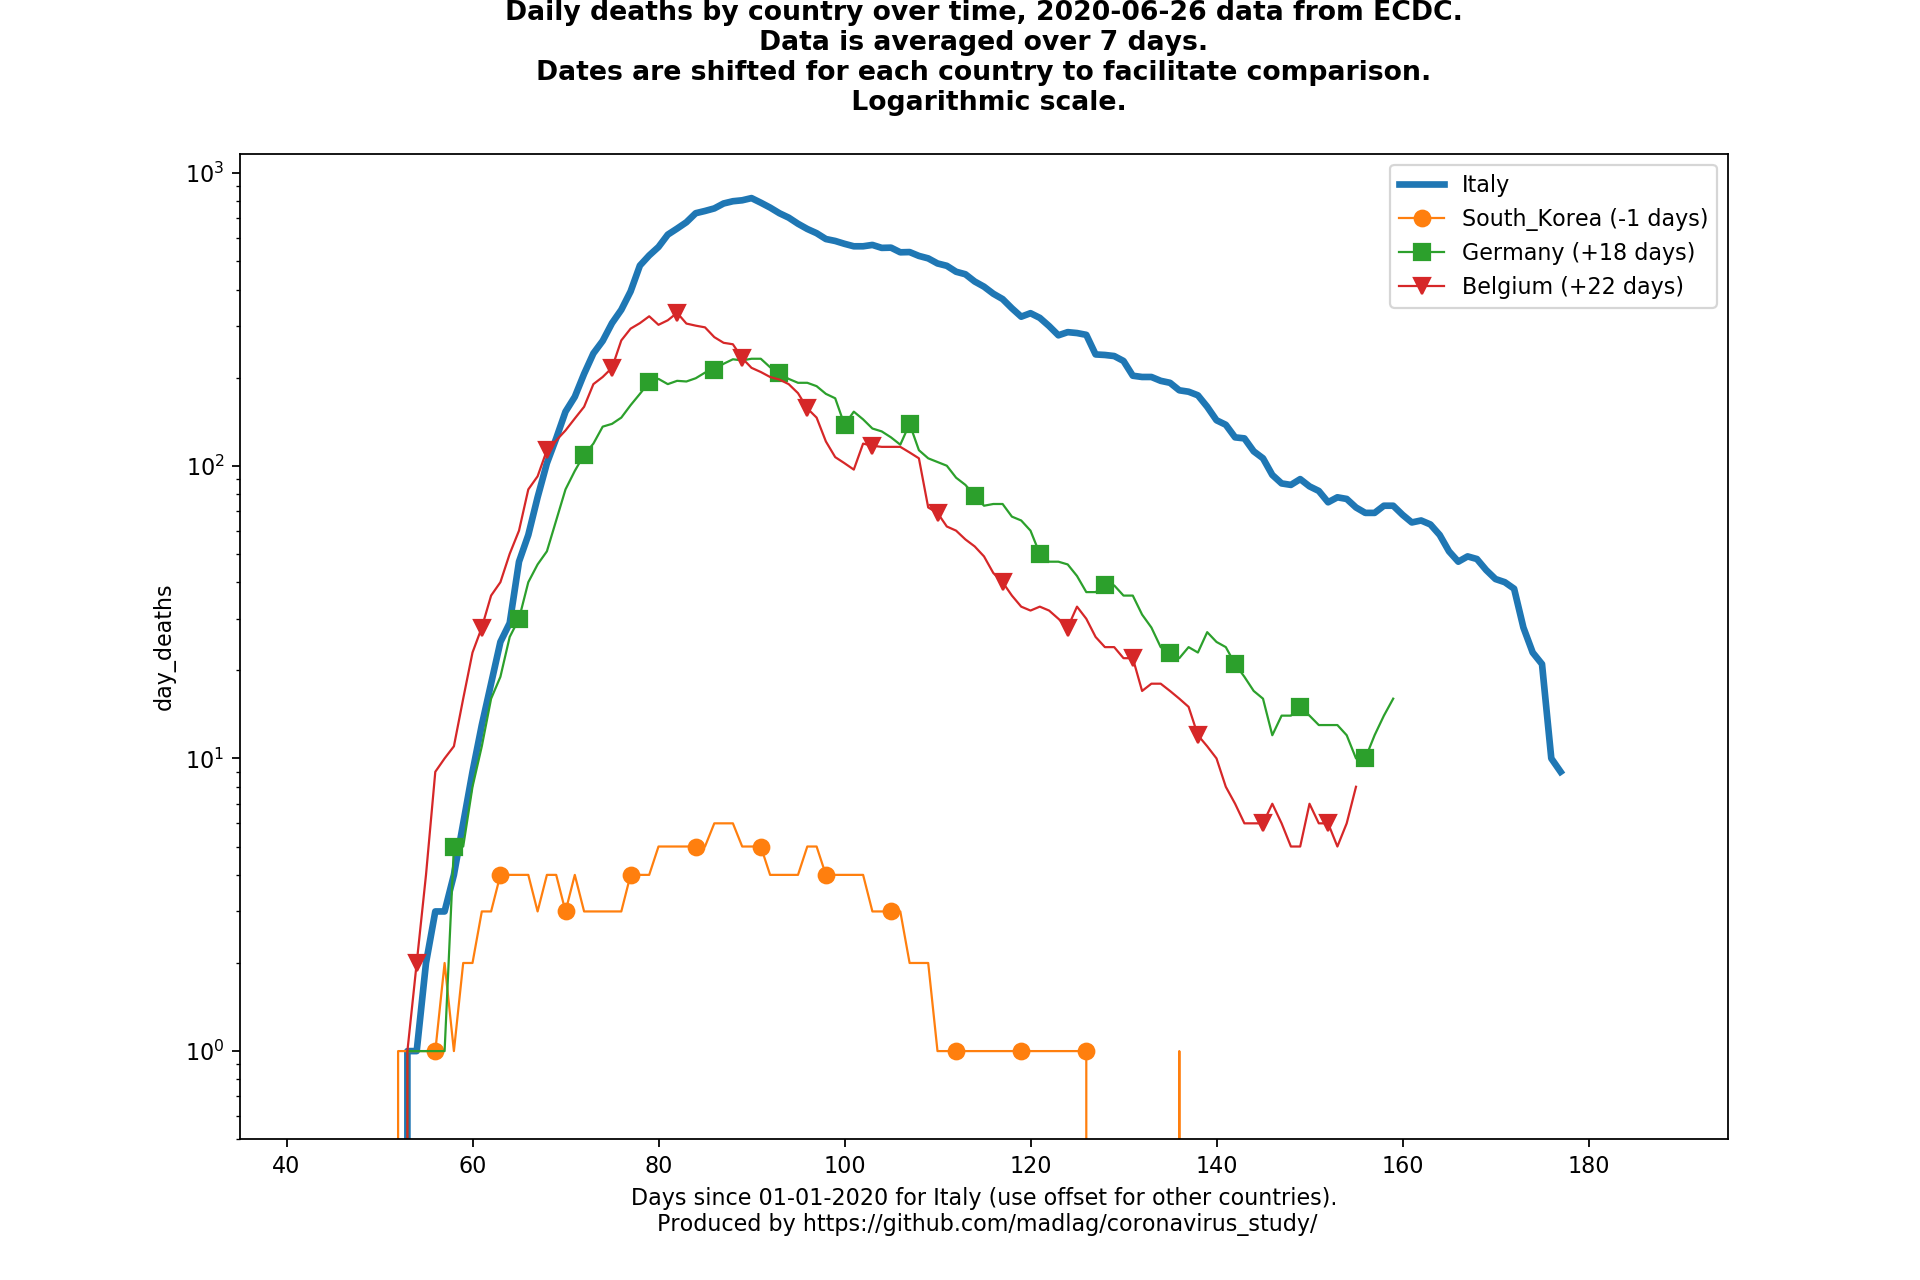 Daily deaths by country over time, 2020-06-26 data from ECDC.
Data is averaged over 7 days.
Dates are shifted for each country to facilitate comparison.
Logarithmic scale.
10³
10²
10¹
10⁰
day_deaths
Italy
South_Korea (-1 days)
Germany (+18 days)
Belgium (+22 days)
40 60 80 100 120 140 160 180
Days since 01-01-2020 for Italy (use offset for other countries).
Produced by https://github.com/madlag/coronavirus_study/